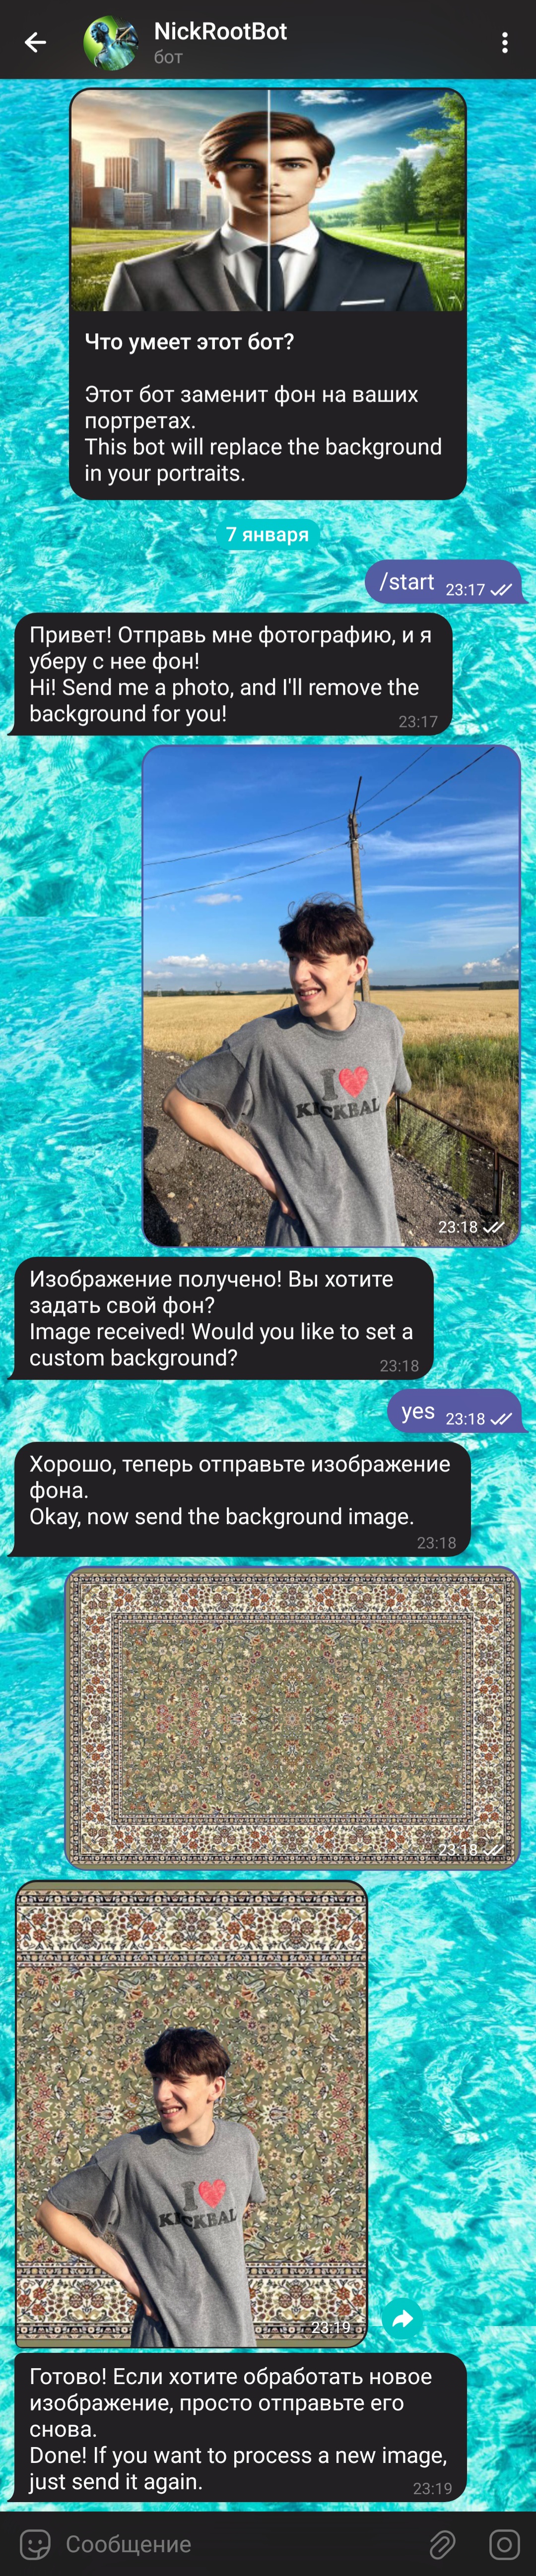 NickRootBot
бот
Что умеет этот бот?
Этот бот заменит фон на ваших
портретах.
This bot will replace the background
in your portraits.
7 января
/start 23:17
Привет! Отправь мне фотографию, и я
уберу с нее фон!
Hi! Send me a photo, and I'll remove the
background for you!
23:17
I
KICKBAL
23:18
Изображение получено! Вы хотите
задать свой фон?
Image received! Would you like to set a
custom background?
23:18
yes 23:18
Хорошо, теперь отправьте изображение
фона.
Okay, now send the background image.
23:18
23:18
I
KICKBAL
23:19
Готово! Если хотите обработать новое
изображение, просто отправьте его
снова.
Done! If you want to process a new image,
just send it again.
23:19
Сообщение